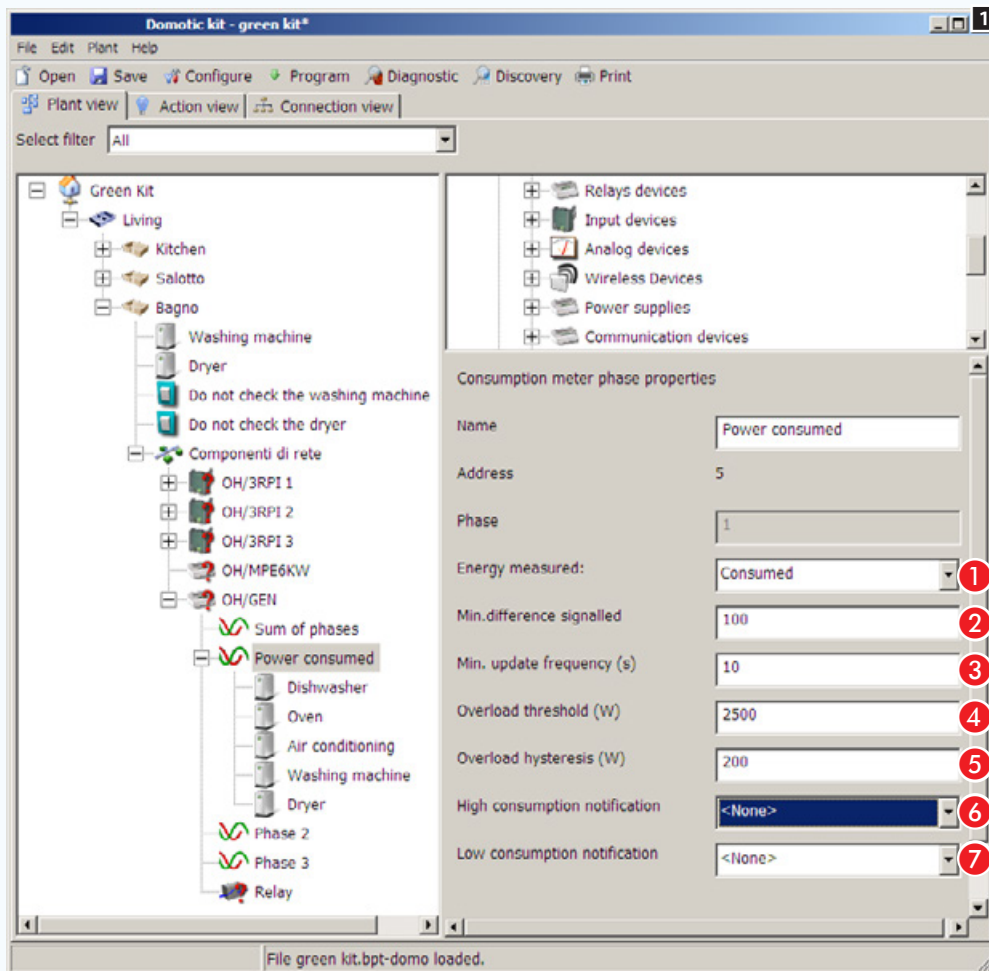 Domotic kit - green kit*
1
File Edit Plant Help
Open Save Configure Program Diagnostic Discovery Print
Plant view Action view Connection view
Select filter All
Green Kit
Living
Kitchen
Salotto
Bagno
Washing machine
Dryer
Do not check the washing machine
Do not check the dryer
Componenti di rete
OH/3RPI 1
OH/3RPI 2
OH/3RPI 3
OH/MPE6KW
OH/GEN
Sum of phases
Power consumed
Dishwasher
Oven
Air conditioning
Washing machine
Dryer
Phase 2
Phase 3
Relay
Relays devices
Input devices
Analog devices
Wireless Devices
Power supplies
Communication devices
Consumption meter phase properties
Name Power consumed
Address 5
Phase 1
Energy measured: Consumed 1
Min.difference signalled 100 2
Min. update frequency (s) 10 3
Overload threshold (W) 2500 4
Overload hysteresis (W) 200 5
High consumption notification <None> 6
Low consumption notification <None> 7
File green kit.bpt-domo loaded.